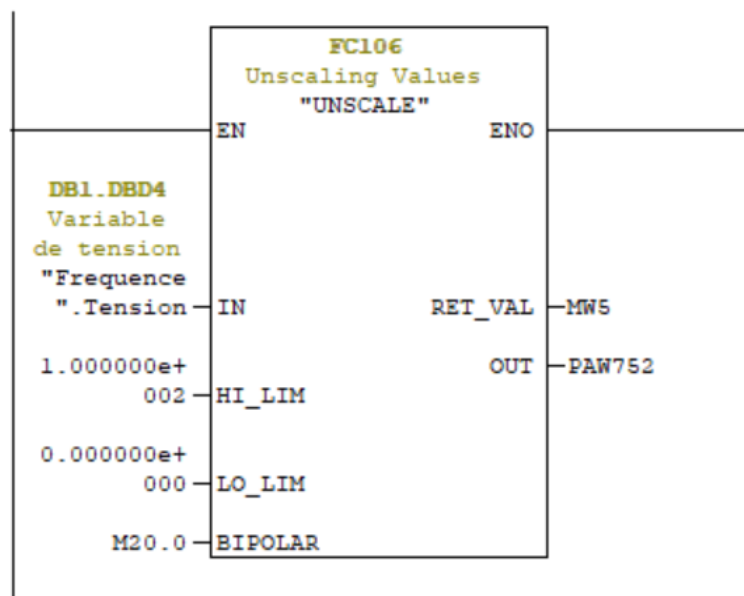 FC106
Unscaling Values
"UNSCALE"
EN ENO
DB1.DBD4
Variable
de tension
"Frequence
".Tension IN RET_VAL MW5
1.000000e+ OUT PAW752
002 HI_LIM
0.000000e+
000 LO_LIM
M20.0 BIPOLAR